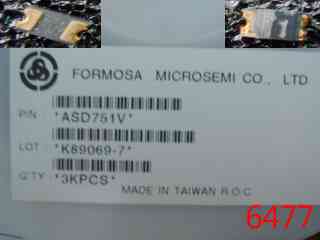 FORMOSA MICROSEMI CO., LTD
P/N: *ASD751V*
LOT: *K89069-7*
Q'TY: *3KPCS*
MADE IN TAIWAN R.O.C
6477